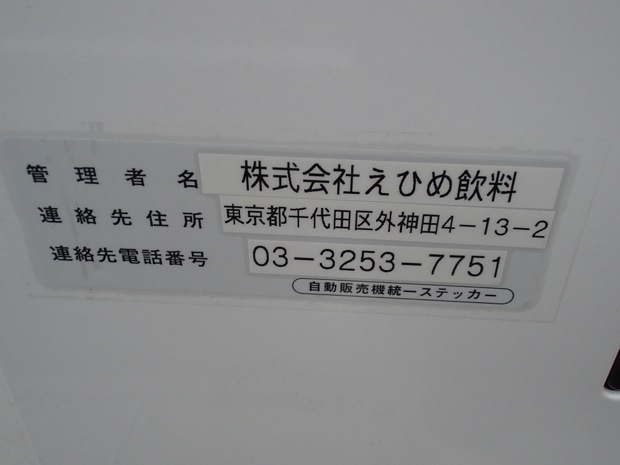 管理者名 株式会社えひめ飲料
連絡先住所 東京都千代田区外神田4-13-2
連絡先電話番号 03-3253-7751
自動販売機統一ステッカー